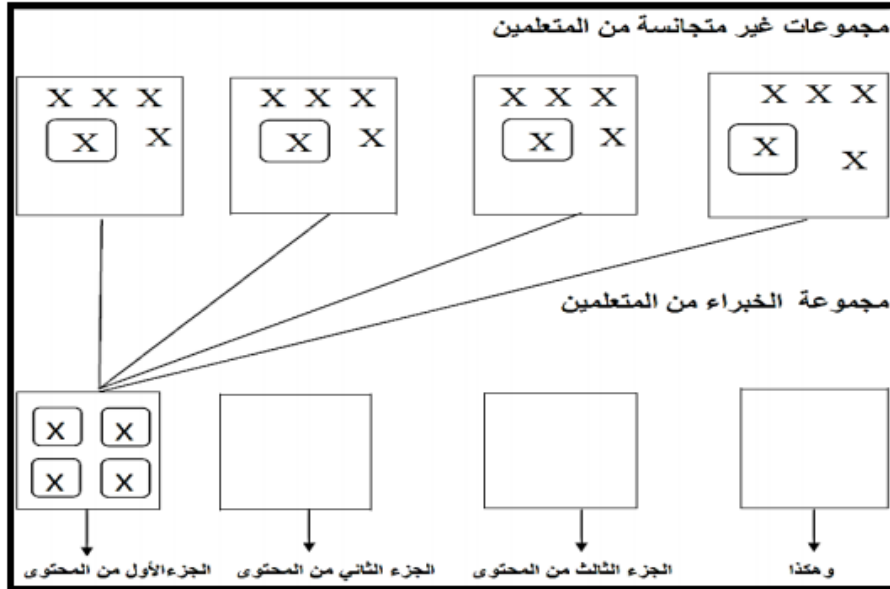 مجموعات غير متجانسة من المتعلمين
X X X X X X X X X X X X
X X X X X X X X
مجموعة الخبراء من المتعلمين
x x
x x
وهكذا الجزء الثالث من المحتوى الجزء الثاني من المحتوى الجزء الأول من المحتوى